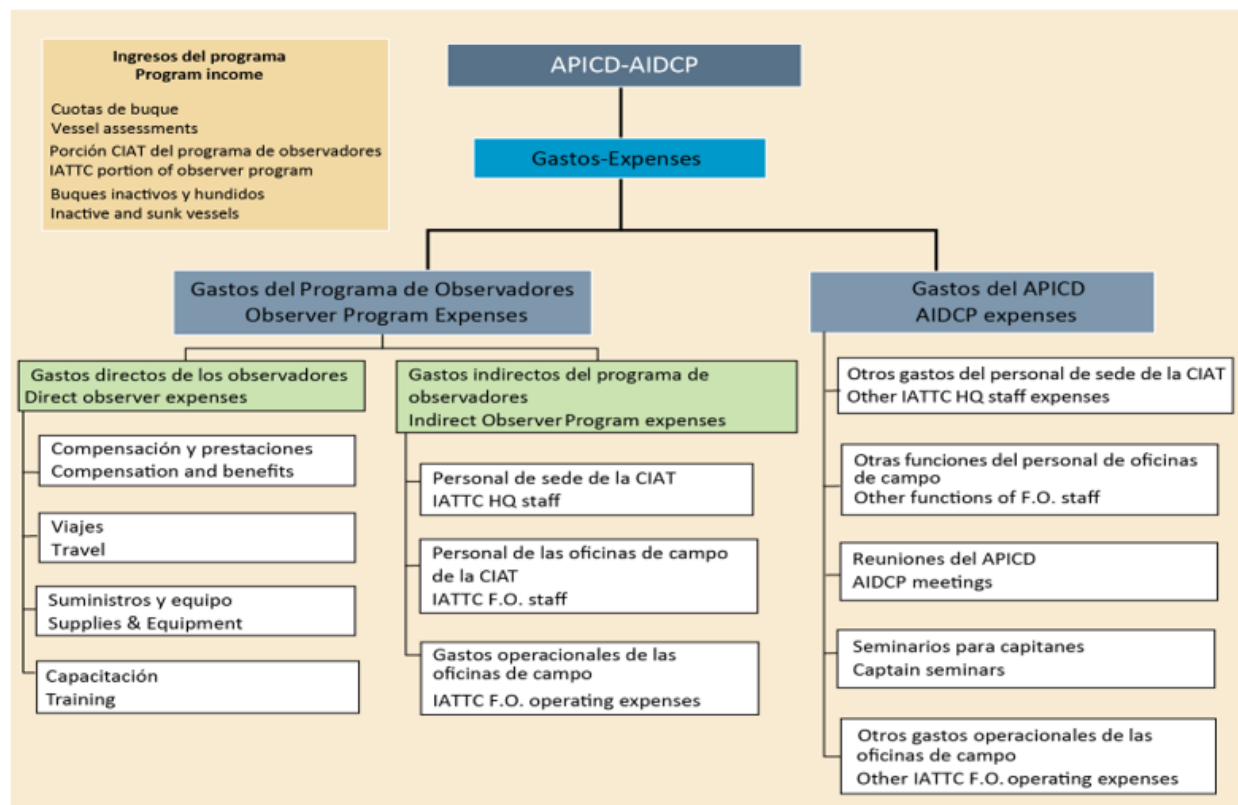 Ingresos del programa
Program income
Cuotas de buque
Vessel assessments
Porción CIAT del programa de observadores
IATTC portion of observer program
Buques inactivos y hundidos
Inactive and sunk vessels
APICD-AIDCP
Gastos-Expenses
Gastos del Programa de Observadores
Observer Program Expenses
Gastos directos de los observadores
Direct observer expenses
Compensación y prestaciones
Compensation and benefits
Viajes
Travel
Suministros y equipo
Supplies & Equipment
Capacitación
Training
Gastos indirectos del programa de
observadores
Indirect Observer Program expenses
Personal de sede de la CIAT
IATTC HQ staff
Personal de las oficinas de campo
de la CIAT
IATTC F.O. staff
Gastos operacionales de las
oficinas de campo
IATTC F.O. operating expenses
Gastos del APICD
AIDCP expenses
Otros gastos del personal de sede de la CIAT
Other IATTC HQ staff expenses
Otras funciones del personal de oficinas
de campo
Other functions of F.O. staff
Reuniones del APICD
AIDCP meetings
Seminarios para capitanes
Captain seminars
Otros gastos operacionales de las
oficinas de campo
Other IATTC F.O. operating expenses